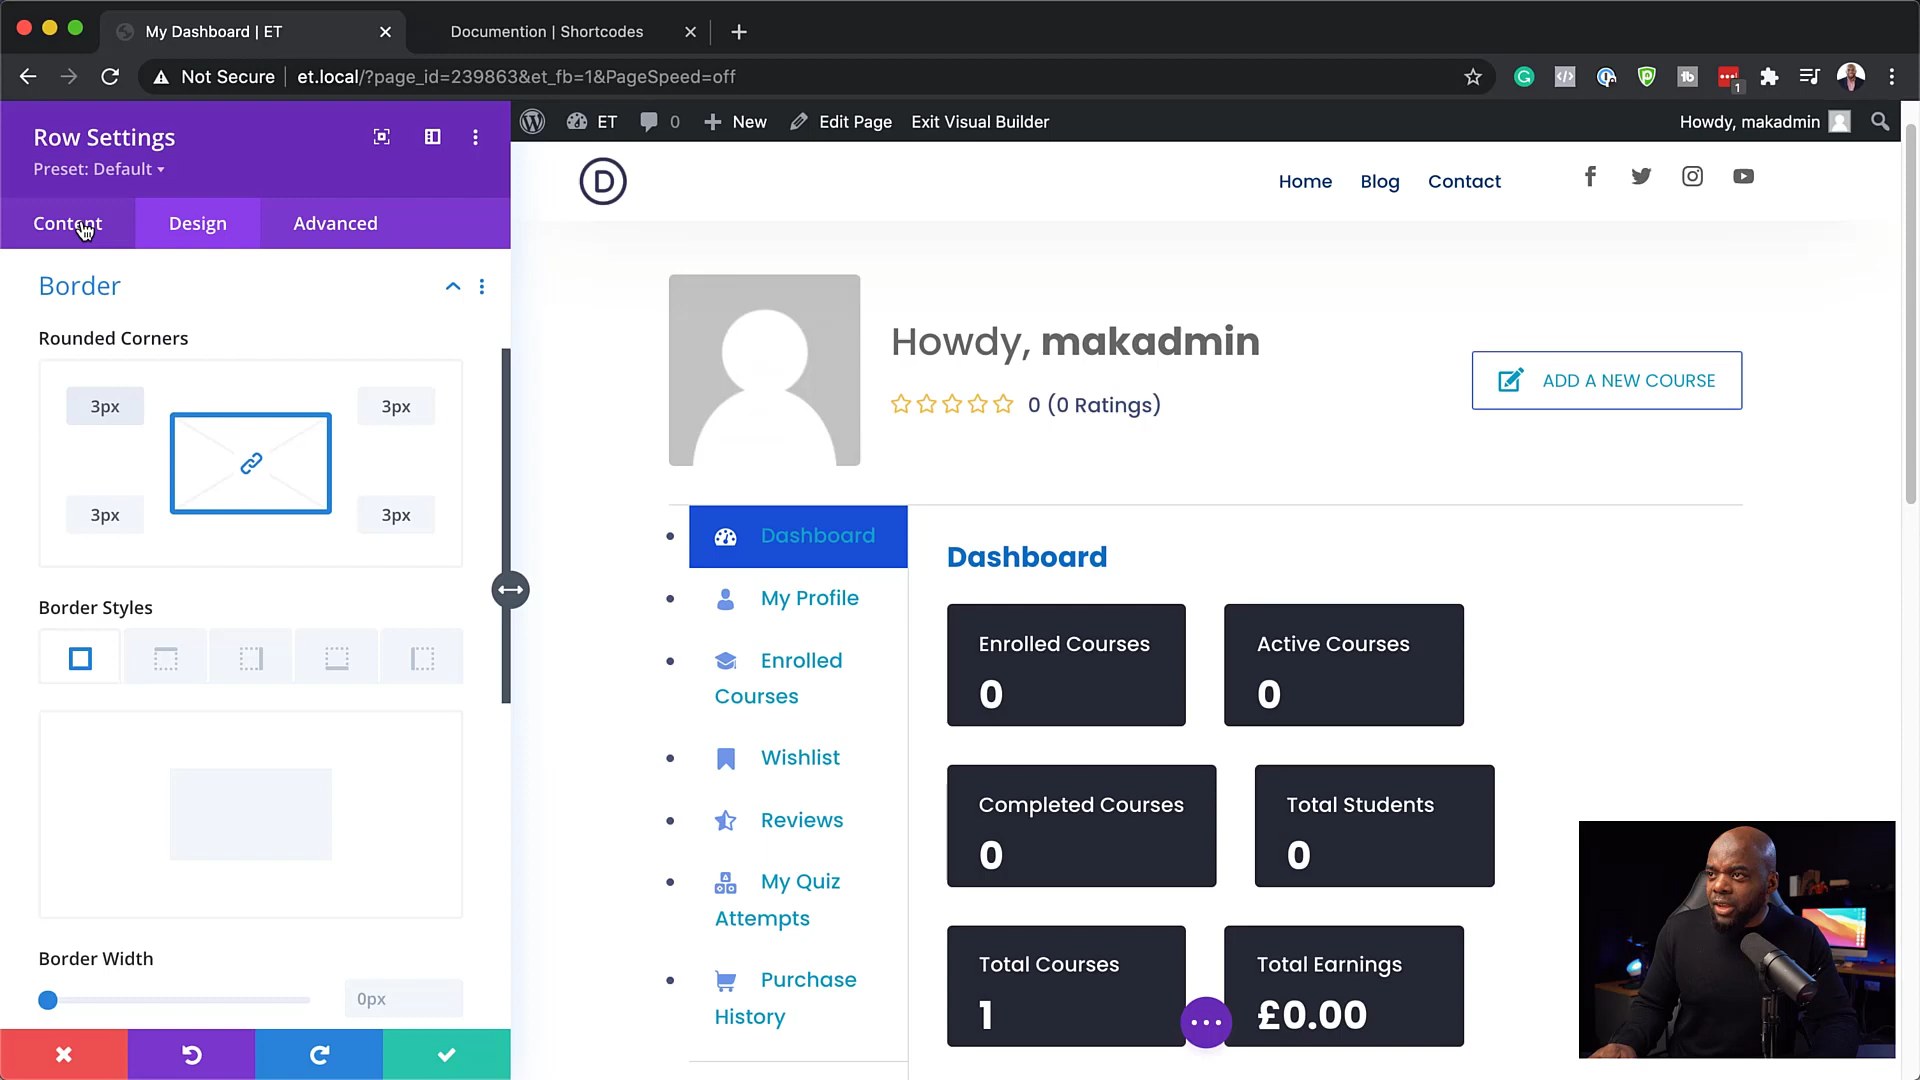 My Dashboard | ET
Documention | Shortcodes
Not Secure
et.local/?page_id=239863&et_fb=1&PageSpeed=off
1
Row Settings
Preset: Default
Content
Design
Advanced
Border
Rounded Corners
3px
3px
3px
3px
Border Styles
Border Width
0px
ET
0
New
Edit Page
Exit Visual Builder
Howdy, makadmin
D
Home
Blog
Contact
Howdy, makadmin
0 (0 Ratings)
ADD A NEW COURSE
Dashboard
My Profile
Enrolled
Courses
Wishlist
Reviews
My Quiz
Attempts
Purchase
History
Dashboard
Enrolled Courses
0
Active Courses
0
Completed Courses
0
Total Students
0
Total Courses
1
Total Earnings
£0.00